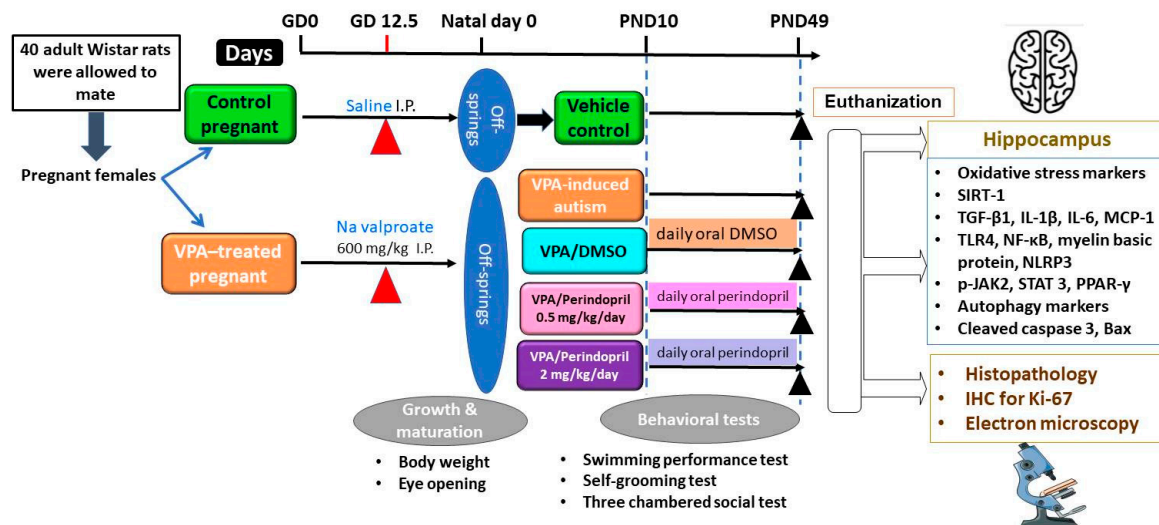 GD0 GD 12.5 Natal day 0 PND10 PND49
Days
40 adult Wistar rats
were allowed to
mate
Pregnant females
Control
pregnant
Saline I.P.
Off-
springs
Vehicle
control
VPA–treated
pregnant
Na valproate
600 mg/kg I.P.
Off-springs
VPA-induced
autism
VPA/DMSO
daily oral DMSO
VPA/Perindopril
0.5 mg/kg/day
daily oral perindopril
VPA/Perindopril
2 mg/kg/day
daily oral perindopril
Growth &
maturation
• Body weight
• Eye opening
Behavioral tests
• Swimming performance test
• Self-grooming test
• Three chambered social test
Euthanization
Hippocampus
• Oxidative stress markers
• SIRT-1
• TGF-β1, IL-1β, IL-6, MCP-1
• TLR4, NF-κB, myelin basic
protein, NLRP3
• p-JAK2, STAT 3, PPAR-γ
• Autophagy markers
• Cleaved caspase 3, Bax
• Histopathology
• IHC for Ki-67
• Electron microscopy